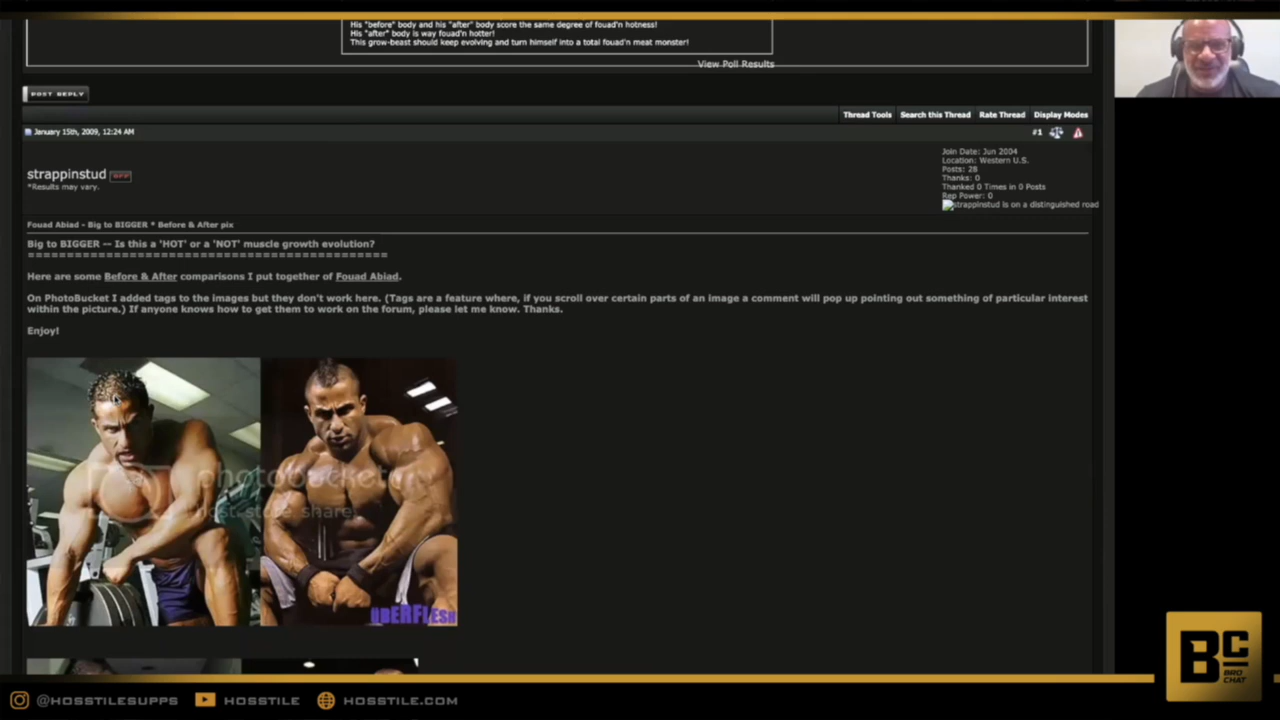 His "before" body and his "after" body score the same degree of fouad'n hotness!
His "after" body is way fouad'n hotter!
This grow-beast should keep evolving and turn himself into a total fouad'n meat monster!
View Poll Results
POST REPLY
Thread Tools Search this Thread Rate Thread Display Modes
January 15th, 2009, 12:24 AM
#1
strappinstud OFF
*Results may vary.
Join Date: Jun 2004
Location: Western U.S.
Posts: 28
Thanks: 0
Thanked 0 Times in 0 Posts
Rep Power: 0
strappinstud is on a distinguished road
Fouad Abiad - Big to BIGGER * Before & After pix
Big to BIGGER -- Is this a 'HOT' or a 'NOT' muscle growth evolution?
==============================================
Here are some Before & After comparisons I put together of Fouad Abiad.
On PhotoBucket I added tags to the images but they don't work here. (Tags are a feature where, if you scroll over certain parts of an image a comment will pop up pointing out something of particular interest
within the picture.) If anyone knows how to get them to work on the forum, please let me know. Thanks.
Enjoy!
photobucket
host. store. share.
UBERFLESH
BC
BRO
CHAT
@HOSSTILESUPPS HOSSTILE HOSSTILE.COM